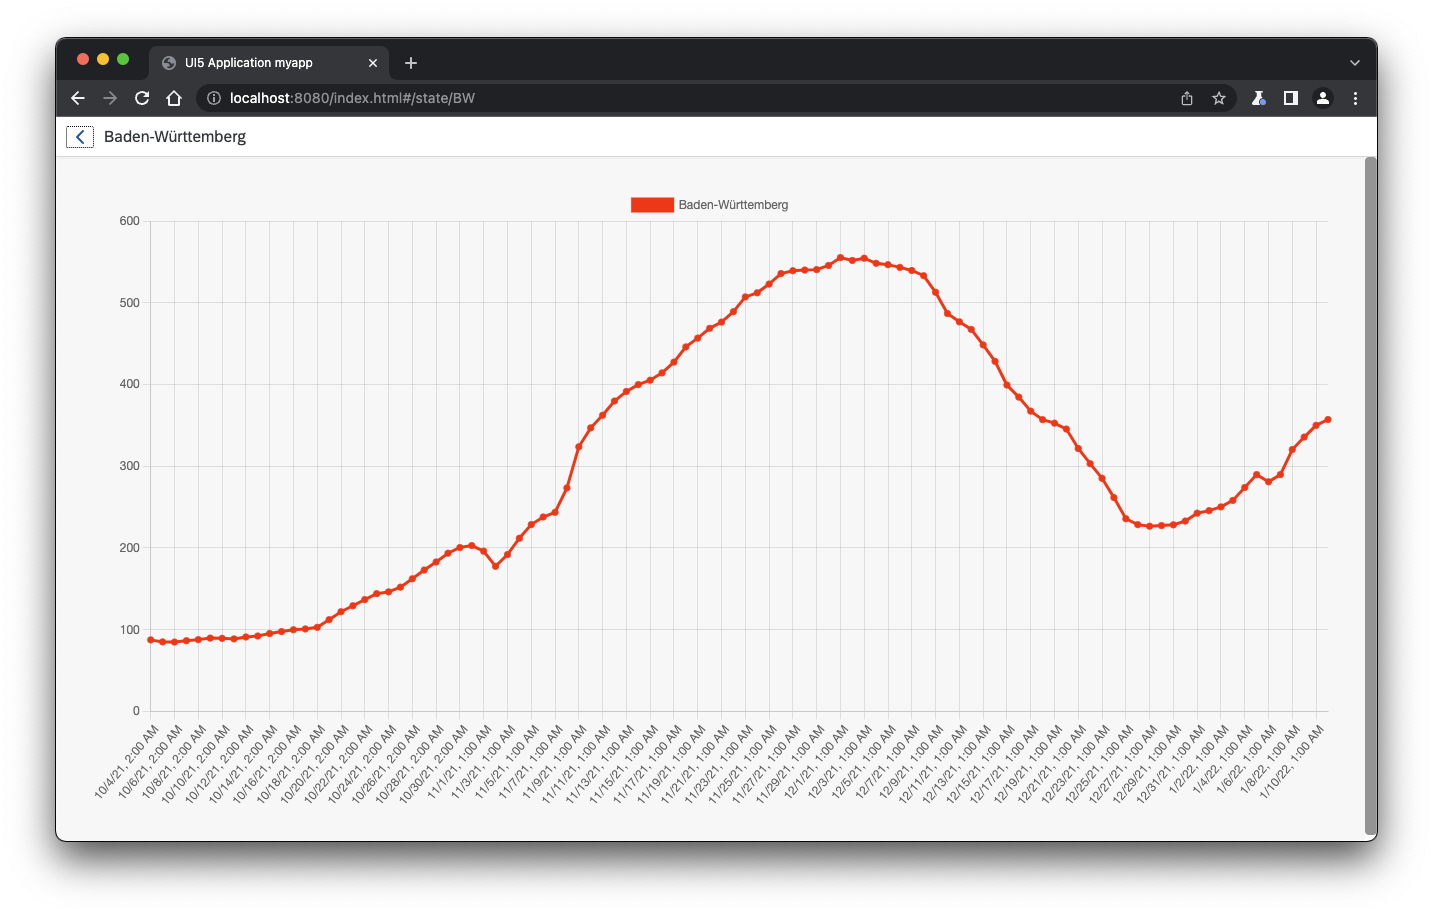 UI5 Application myapp
localhost:8080/index.html#/state/BW
Baden-Württemberg
Baden-Württemberg
600
500
400
300
200
100
0
10/4/21, 2:00 AM
10/6/21, 2:00 AM
10/8/21, 2:00 AM
10/10/21, 2:00 AM
10/12/21, 2:00 AM
10/14/21, 2:00 AM
10/16/21, 2:00 AM
10/18/21, 2:00 AM
10/20/21, 2:00 AM
10/22/21, 2:00 AM
10/24/21, 2:00 AM
10/26/21, 2:00 AM
10/28/21, 2:00 AM
10/30/21, 2:00 AM
11/1/21, 1:00 AM
11/3/21, 1:00 AM
11/5/21, 1:00 AM
11/7/21, 1:00 AM
11/9/21, 1:00 AM
11/11/21, 1:00 AM
11/13/21, 1:00 AM
11/15/21, 1:00 AM
11/17/21, 1:00 AM
11/19/21, 1:00 AM
11/21/21, 1:00 AM
11/23/21, 1:00 AM
11/25/21, 1:00 AM
11/27/21, 1:00 AM
11/29/21, 1:00 AM
12/1/21, 1:00 AM
12/3/21, 1:00 AM
12/5/21, 1:00 AM
12/7/21, 1:00 AM
12/9/21, 1:00 AM
12/11/21, 1:00 AM
12/13/21, 1:00 AM
12/15/21, 1:00 AM
12/17/21, 1:00 AM
12/19/21, 1:00 AM
12/21/21, 1:00 AM
12/23/21, 1:00 AM
12/25/21, 1:00 AM
12/27/21, 1:00 AM
12/29/21, 1:00 AM
12/31/21, 1:00 AM
1/2/22, 1:00 AM
1/4/22, 1:00 AM
1/6/22, 1:00 AM
1/8/22, 1:00 AM
1/10/22, 1:00 AM